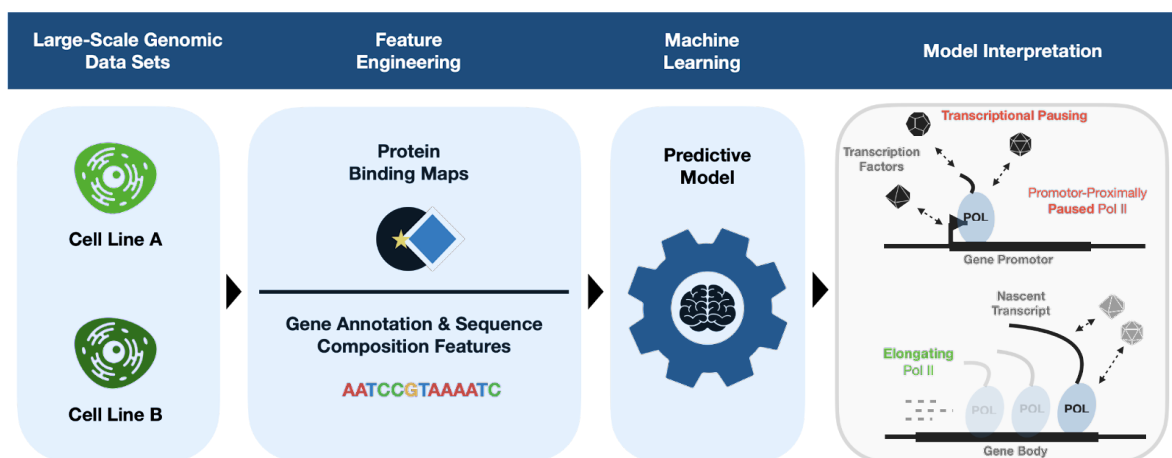 Large-Scale Genomic
Data Sets
Feature
Engineering
Machine
Learning
Model Interpretation
Cell Line A
Cell Line B
Protein
Binding Maps
Gene Annotation & Sequence
Composition Features
AATCCGTAAAATC
Predictive
Model
Transcriptional Pausing
Transcription
Factors
Promotor-Proximally
Paused Pol II
POL
Gene Promotor
Nascent
Transcript
Elongating
Pol II
POL
POL
POL
Gene Body